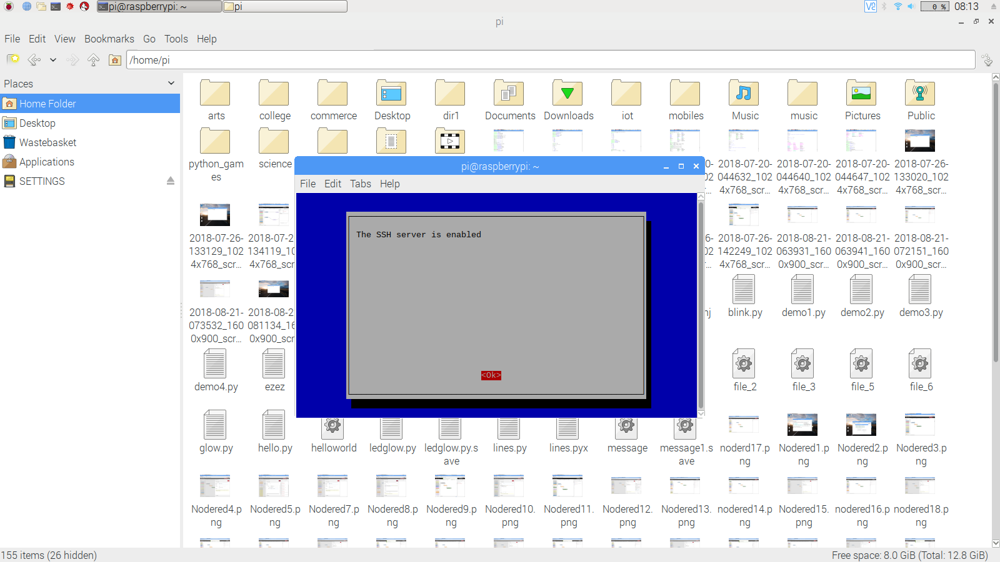 pi@raspberrypi: ~
pi
0 %
08:13
pi
File Edit View Bookmarks Go Tools Help
/home/pi
Places
Home Folder
Desktop
Wastebasket
Applications
SETTINGS
arts college commerce Desktop dir1 Documents Downloads iot mobiles Music music Pictures Public
python_gam
es
science
2018-07-20-
044632_102
4x768_scr...
2018-07-20-
044640_102
4x768_scr...
2018-07-20-
044647_102
4x768_scr...
2018-07-26-
133020_102
4x768_scr...
pi@raspberrypi: ~
File Edit Tabs Help
The SSH server is enabled
<Ok>
2018-07-26-
133129_102
4x768_scr...
2018-07-2
134119_10
4x768_sc
2018-07-26-
142249_102
4x768_scr...
2018-08-21-
063931_160
0x900_scr...
2018-08-21-
063941_160
0x900_scr...
2018-08-21-
072151_160
0x900_scr...
2018-08-21-
073532_160
0x900_scr...
2018-08-2
081134_16
0x900_sc
blink.py demo1.py demo2.py demo3.py
demo4.py ezez file_2 file_3 file_5 file_6
glow.py hello.py helloworld ledglow.py
ledglow.py.s
ave
lines.py lines.pyx message
message1.s
ave
noderd17.p
ng
Nodered1.p
ng
Nodered2.p
ng
Nodered3.p
ng
Nodered4.p
ng
Nodered5.p
ng
Nodered7.p
ng
Nodered8.p
ng
Nodered9.p
ng
Nodered10.
png
Nodered11.
png
Nodered12.
png
Nodered13.
png
nodered14.p
ng
Nodered15.
png
nodered16.p
ng
nodered18.p
ng
155 items (26 hidden)
Free space: 8.0 GiB (Total: 12.8 GiB)